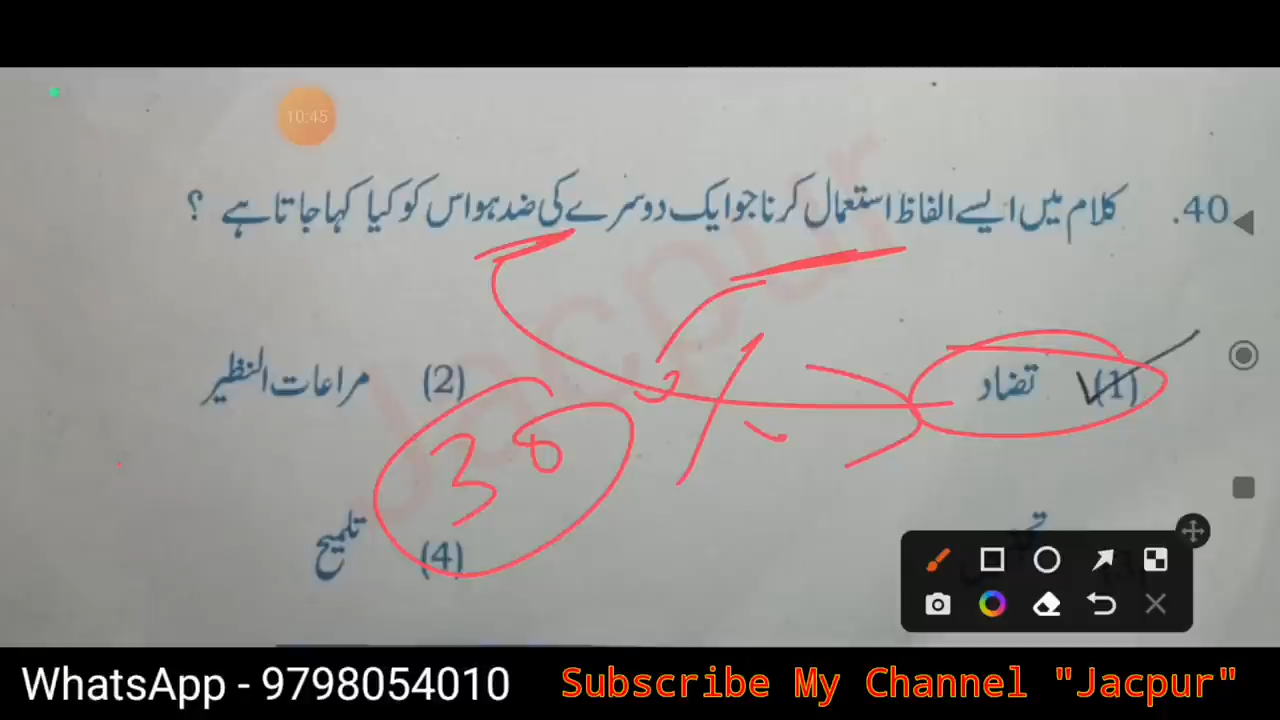 10:45
40. کلام میں ایسے الفاظ استعمال کرنا جو ایک دوسرے کی ضد ہو اس کو کیا کہا جاتا ہے ؟
Jacpur
(1) تضاد (2) مراعات النظیر
38
(4) تلمیح
WhatsApp - 9798054010 Subscribe My Channel "Jacpur"